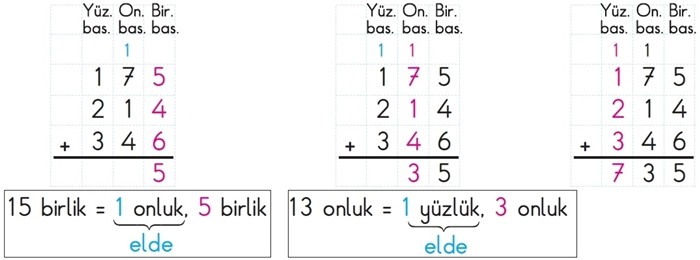 Yüz. On. Bir.
bas. bas. bas.
1
1 7 5
2 1 4
+ 3 4 6
5
15 birlik = 1 onluk, 5 birlik
elde
Yüz. On. Bir.
bas. bas. bas.
1 1
1 7 5
2 1 4
+ 3 4 6
3 5
13 onluk = 1 yüzlük, 3 onluk
elde
Yüz. On. Bir.
bas. bas. bas.
1 1
1 7 5
2 1 4
+ 3 4 6
7 3 5